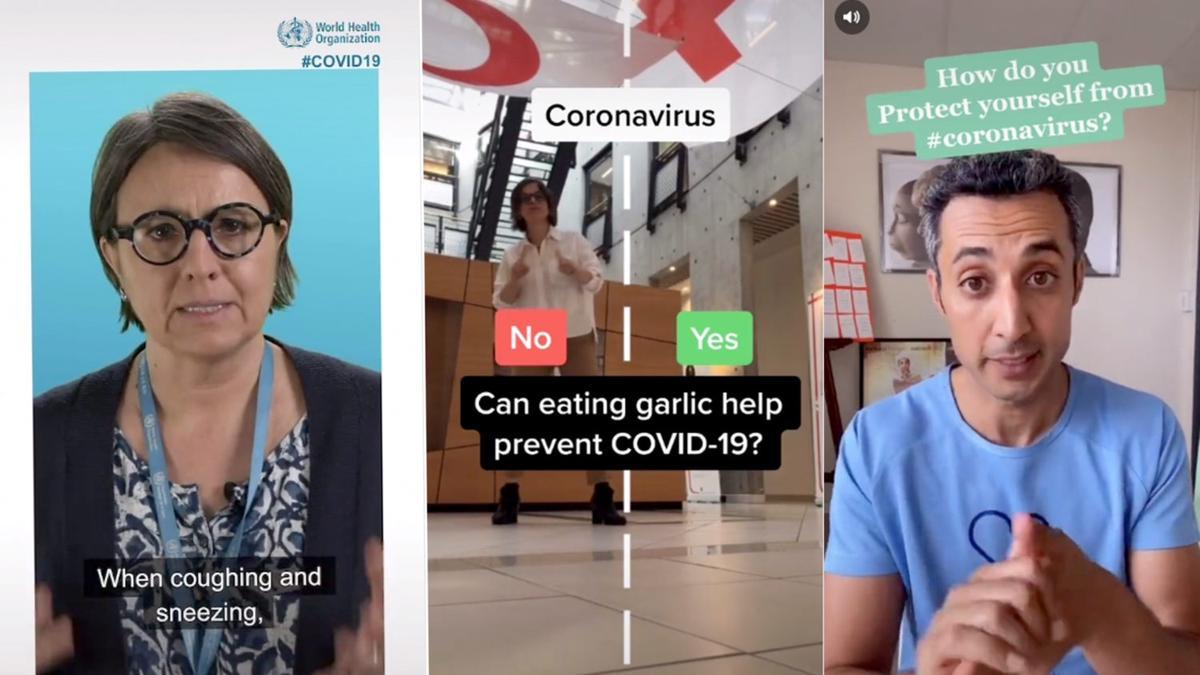 World Health
Organization
#COVID19
When coughing and
sneezing,
Coronavirus
No
Yes
Can eating garlic help
prevent COVID-19?
How do you
Protect yourself from
#coronavirus?